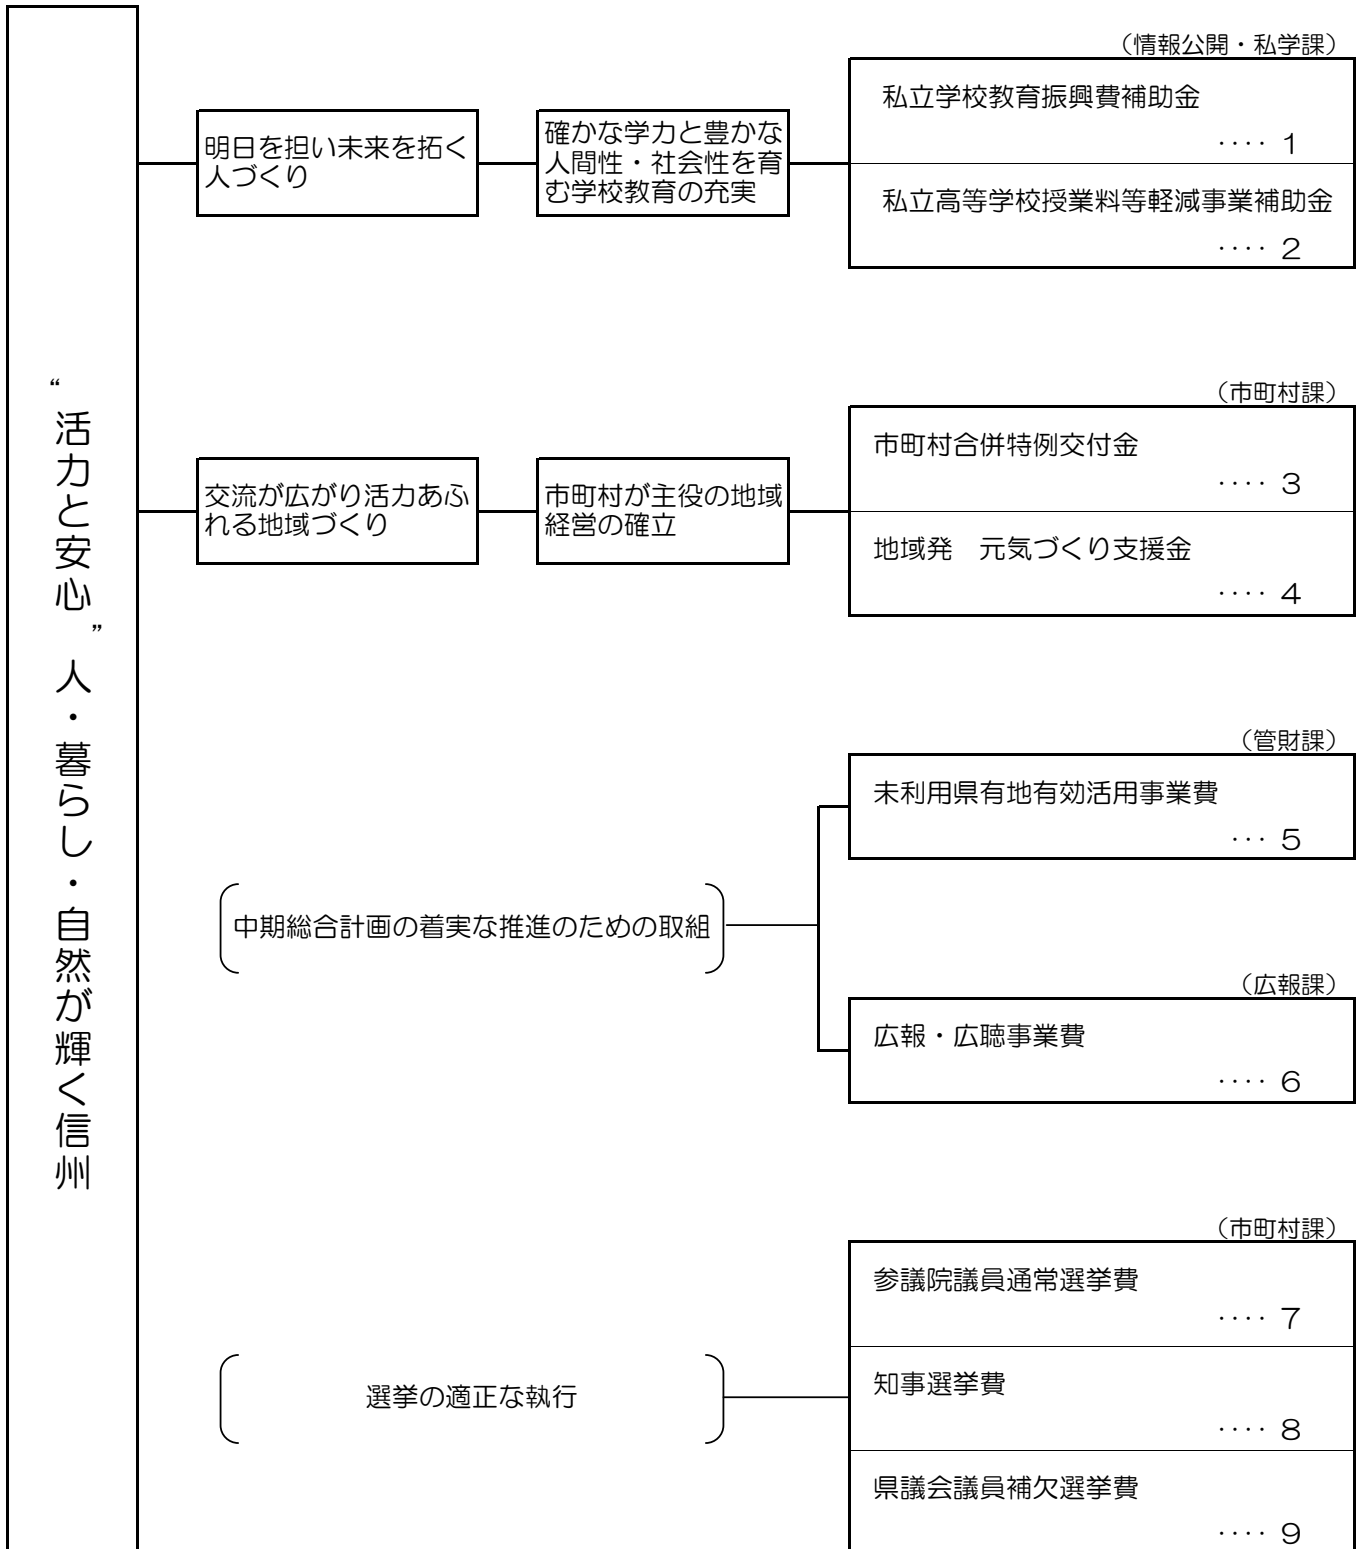 “活力と安心”人・暮らし・自然が輝く信州
明日を担い未来を拓く
人づくり
確かな学力と豊かな
人間性・社会性を育
む学校教育の充実
（情報公開・私学課）
私立学校教育振興費補助金
‥‥ 1
私立高等学校授業料等軽減事業補助金
‥‥ 2
交流が広がり活力あふ
れる地域づくり
市町村が主役の地域
経営の確立
（市町村課）
市町村合併特例交付金
‥‥ 3
地域発　元気づくり支援金
‥‥ 4
中期総合計画の着実な推進のための取組
（管財課）
未利用県有地有効活用事業費
… 5
（広報課）
広報・広聴事業費
‥‥ 6
選挙の適正な執行
（市町村課）
参議院議員通常選挙費
‥‥ 7
知事選挙費
‥‥ 8
県議会議員補欠選挙費
‥‥ 9